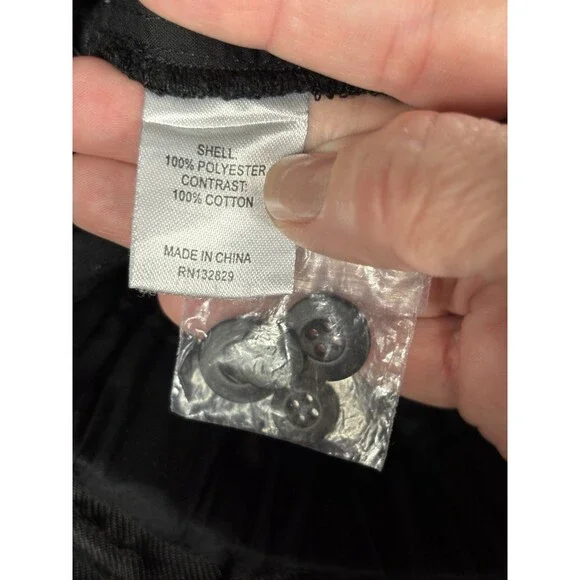 SHELL:
100% POLYESTER
CONTRAST:
100% COTTON
MADE IN CHINA
RN132829